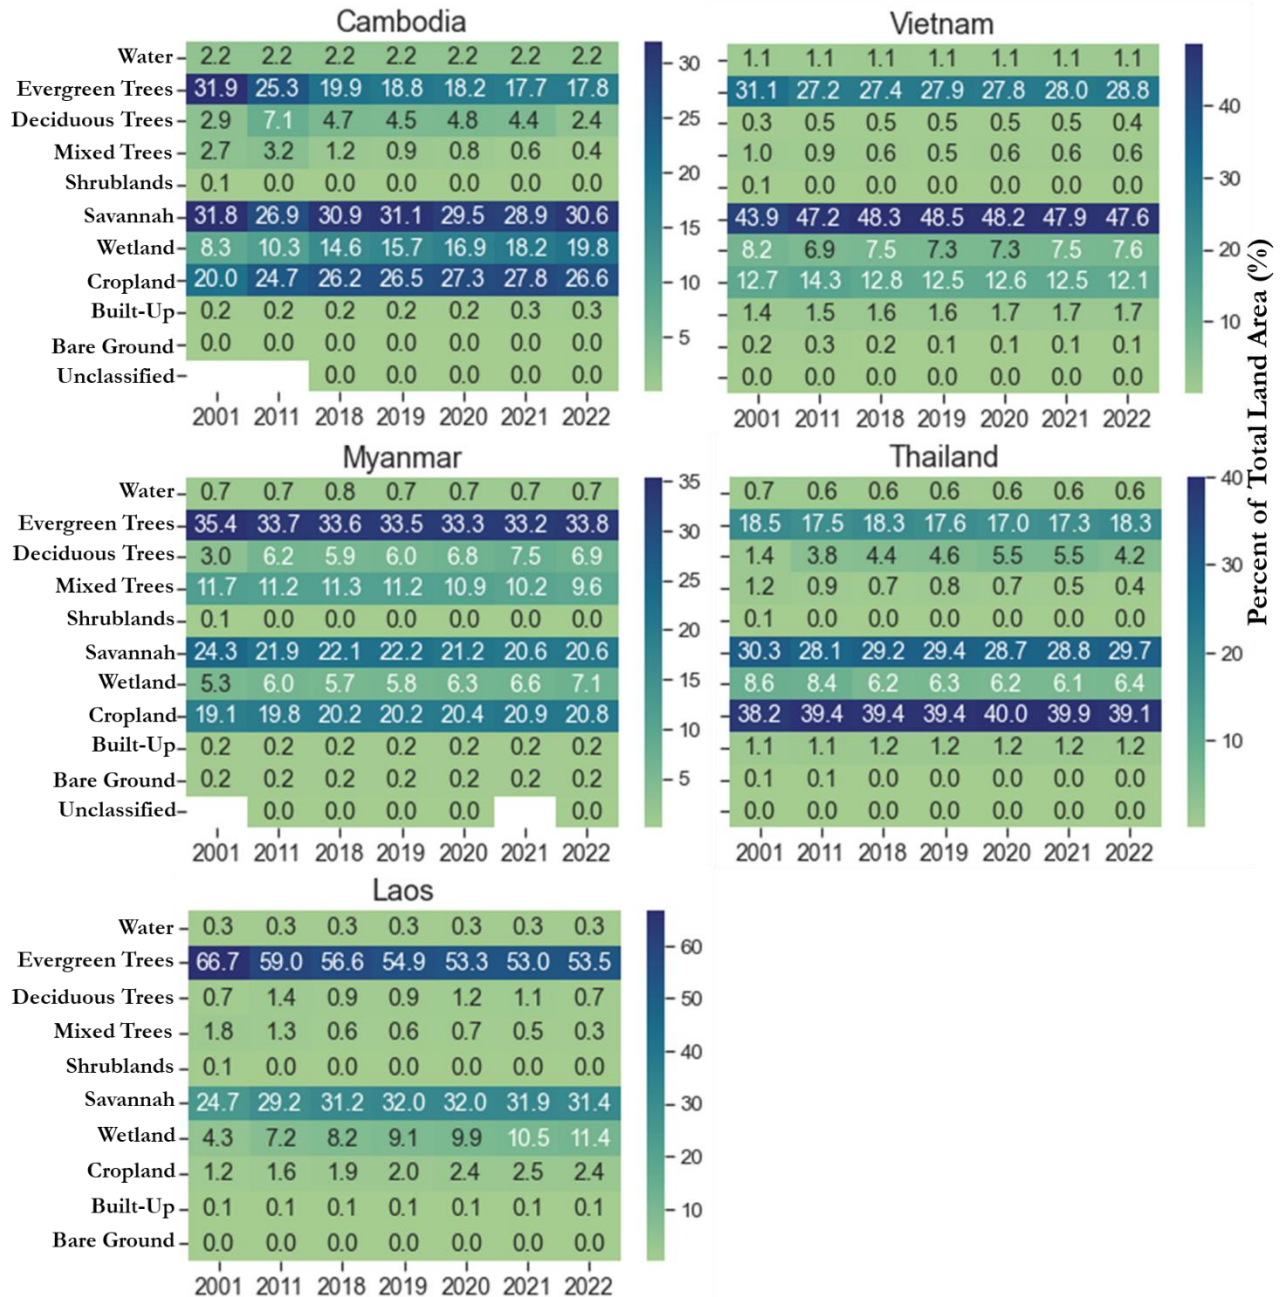 Cambodia
Water 2.2 2.2 2.2 2.2 2.2 2.2 2.2
Evergreen Trees 31.9 25.3 19.9 18.8 18.2 17.7 17.8
Deciduous Trees 2.9 7.1 4.7 4.5 4.8 4.4 2.4
Mixed Trees 2.7 3.2 1.2 0.9 0.8 0.6 0.4
Shrublands 0.1 0.0 0.0 0.0 0.0 0.0 0.0
Savannah 31.8 26.9 30.9 31.1 29.5 28.9 30.6
Wetland 8.3 10.3 14.6 15.7 16.9 18.2 19.8
Cropland 20.0 24.7 26.2 26.5 27.3 27.8 26.6
Built-Up 0.2 0.2 0.2 0.2 0.2 0.3 0.3
Bare Ground 0.0 0.0 0.0 0.0 0.0 0.0 0.0
Unclassified 0.0 0.0 0.0 0.0 0.0
2001 2011 2018 2019 2020 2021 2022
30
25
20
15
10
5
Vietnam
1.1 1.1 1.1 1.1 1.1 1.1 1.1
31.1 27.2 27.4 27.9 27.8 28.0 28.8
0.3 0.5 0.5 0.5 0.5 0.5 0.4
1.0 0.9 0.6 0.5 0.6 0.6 0.6
0.1 0.0 0.0 0.0 0.0 0.0 0.0
43.9 47.2 48.3 48.5 48.2 47.9 47.6
8.2 6.9 7.5 7.3 7.3 7.5 7.6
12.7 14.3 12.8 12.5 12.6 12.5 12.1
1.4 1.5 1.6 1.6 1.7 1.7 1.7
0.2 0.3 0.2 0.1 0.1 0.1 0.1
0.0 0.0 0.0 0.0 0.0 0.0 0.0
2001 2011 2018 2019 2020 2021 2022
40
30
20
10
Percent of Total Land Area (%)
Myanmar
Water 0.7 0.7 0.8 0.7 0.7 0.7 0.7
Evergreen Trees 35.4 33.7 33.6 33.5 33.3 33.2 33.8
Deciduous Trees 3.0 6.2 5.9 6.0 6.8 7.5 6.9
Mixed Trees 11.7 11.2 11.3 11.2 10.9 10.2 9.6
Shrublands 0.1 0.0 0.0 0.0 0.0 0.0 0.0
Savannah 24.3 21.9 22.1 22.2 21.2 20.6 20.6
Wetland 5.3 6.0 5.7 5.8 6.3 6.6 7.1
Cropland 19.1 19.8 20.2 20.2 20.4 20.9 20.8
Built-Up 0.2 0.2 0.2 0.2 0.2 0.2 0.2
Bare Ground 0.2 0.2 0.2 0.2 0.2 0.2 0.2
Unclassified 0.0 0.0 0.0 0.0 0.0
2001 2011 2018 2019 2020 2021 2022
35
30
25
20
15
10
5
Thailand
0.7 0.6 0.6 0.6 0.6 0.6 0.6
18.5 17.5 18.3 17.6 17.0 17.3 18.3
1.4 3.8 4.4 4.6 5.5 5.5 4.2
1.2 0.9 0.7 0.8 0.7 0.5 0.4
0.1 0.0 0.0 0.0 0.0 0.0 0.0
30.3 28.1 29.2 29.4 28.7 28.8 29.7
8.6 8.4 6.2 6.3 6.2 6.1 6.4
38.2 39.4 39.4 39.4 40.0 39.9 39.1
1.1 1.1 1.2 1.2 1.2 1.2 1.2
0.1 0.1 0.0 0.0 0.0 0.0 0.0
0.0 0.0 0.0 0.0 0.0 0.0 0.0
2001 2011 2018 2019 2020 2021 2022
40
30
20
10
Laos
Water 0.3 0.3 0.3 0.3 0.3 0.3 0.3
Evergreen Trees 66.7 59.0 56.6 54.9 53.3 53.0 53.5
Deciduous Trees 0.7 1.4 0.9 0.9 1.2 1.1 0.7
Mixed Trees 1.8 1.3 0.6 0.6 0.7 0.5 0.3
Shrublands 0.1 0.0 0.0 0.0 0.0 0.0 0.0
Savannah 24.7 29.2 31.2 32.0 32.0 31.9 31.4
Wetland 4.3 7.2 8.2 9.1 9.9 10.5 11.4
Cropland 1.2 1.6 1.9 2.0 2.4 2.5 2.4
Built-Up 0.1 0.1 0.1 0.1 0.1 0.1 0.1
Bare Ground 0.0 0.0 0.0 0.0 0.0 0.0 0.0
2001 2011 2018 2019 2020 2021 2022
60
50
40
30
20
10